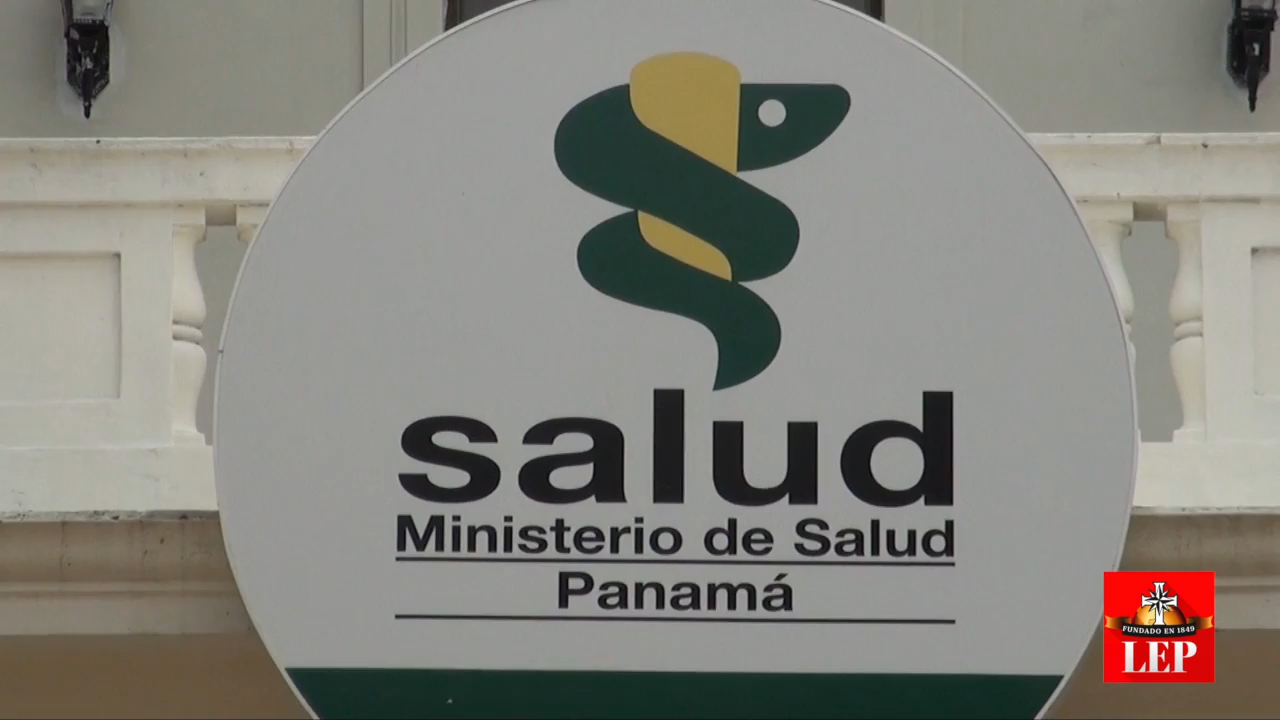 salud
Ministerio de Salud
Panamá
FUNDADO EN 1849
LEP